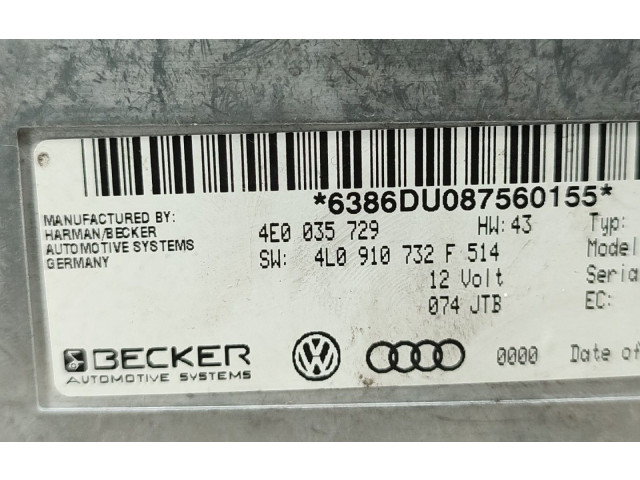 *6386DU087560155*
MANUFACTURED BY:
HARMAN/BECKER
AUTOMOTIVE SYSTEMS
GERMANY
4E0 035 729 HW: 43 Typ:
SW: 4L0 910 732 F 514 Model
12 Volt Seria
074 JTB EC:
BECKER
AUTOMOTIVE SYSTEMS
VW
0000 Date of